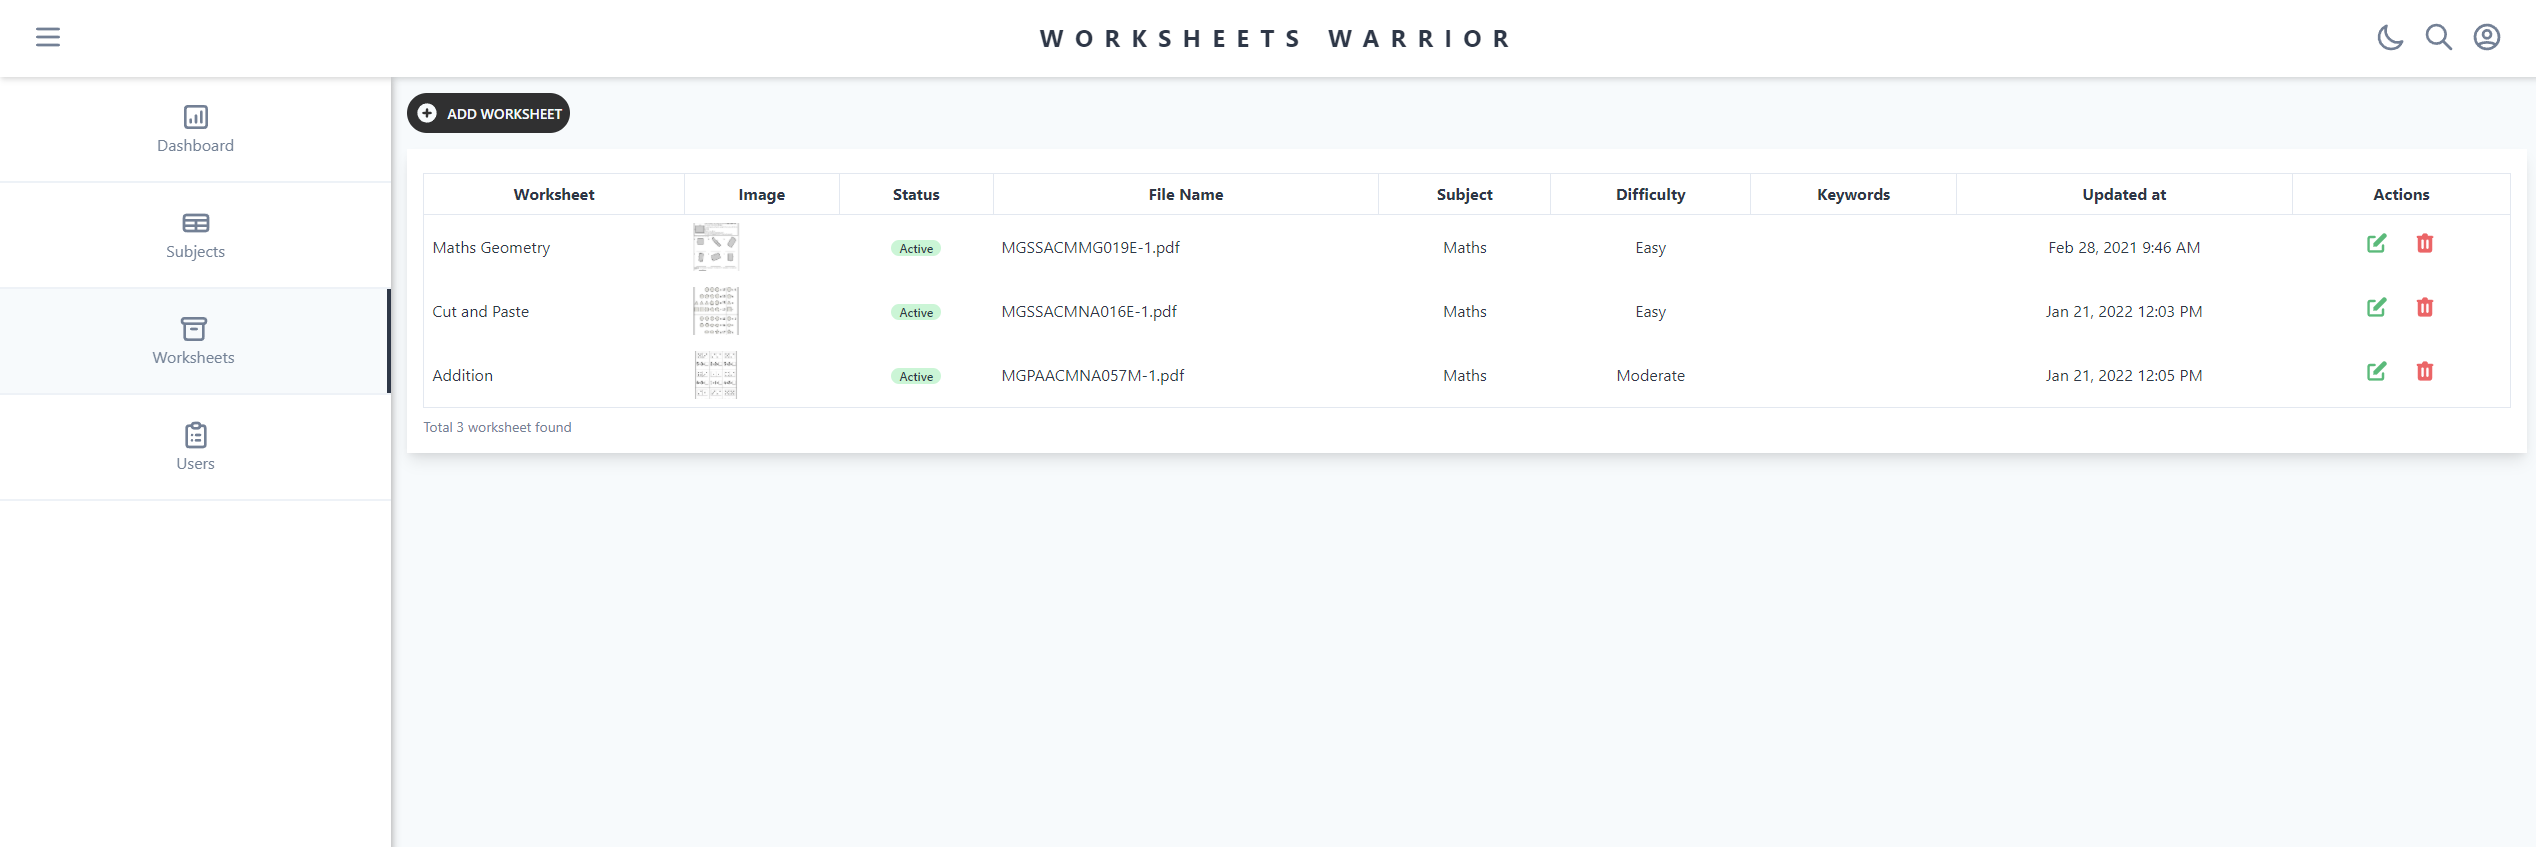 WORKSHEETS WARRIOR
Dashboard
Subjects
Worksheets
Users
ADD WORKSHEET
Worksheet Image Status File Name Subject Difficulty Keywords Updated at Actions
Maths Geometry Active MGSSACMMG019E-1.pdf Maths Easy Feb 28, 2021 9:46 AM
Cut and Paste Active MGSSACMNA016E-1.pdf Maths Easy Jan 21, 2022 12:03 PM
Addition Active MGPAACMNA057M-1.pdf Maths Moderate Jan 21, 2022 12:05 PM
Total 3 worksheet found